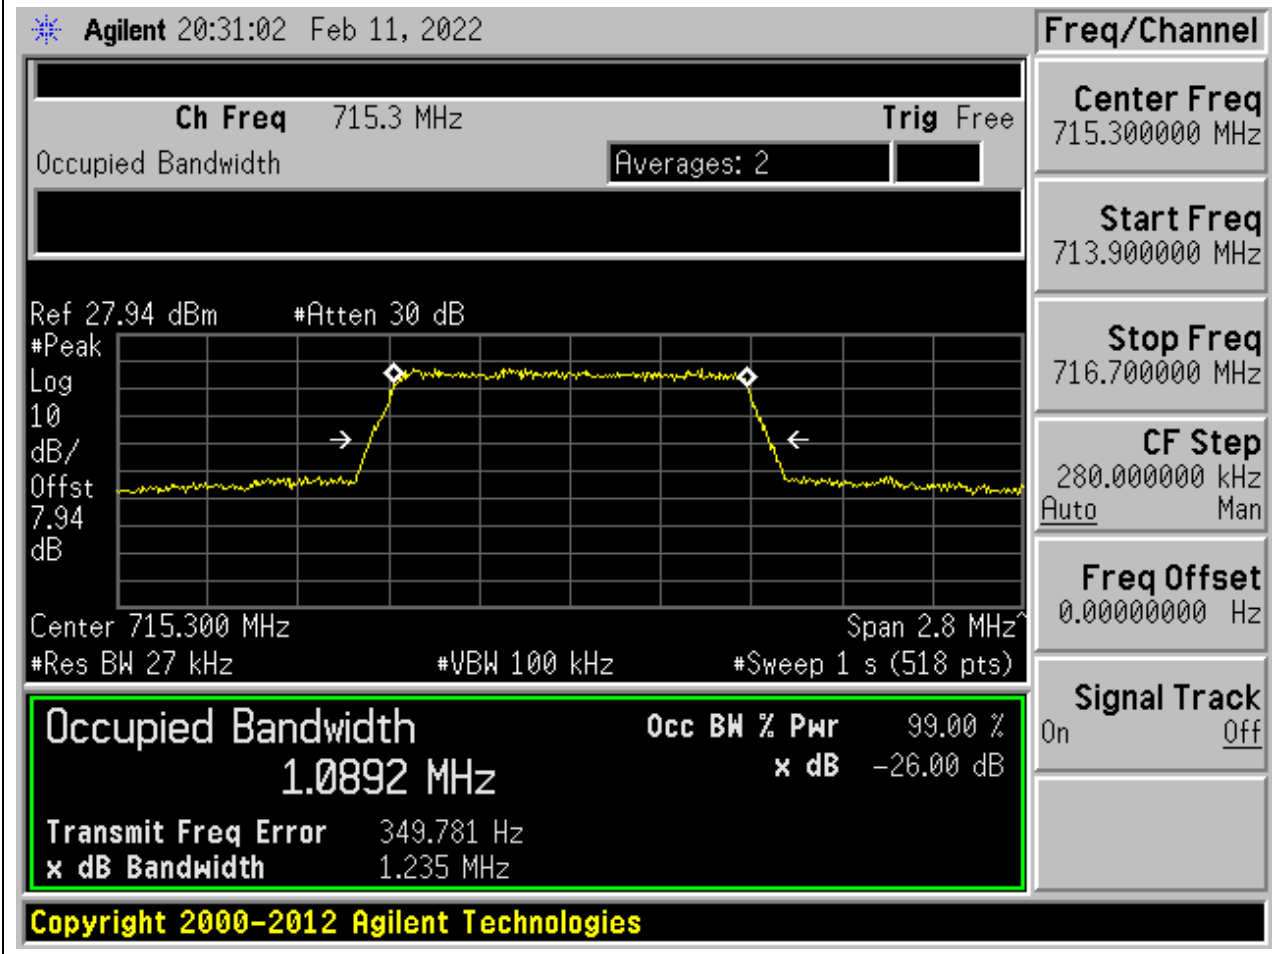 Agilent 20:31:02 Feb 11, 2022
Freq/Channel
Ch Freq 715.3 MHz Trig Free
Occupied Bandwidth Averages: 2
Center Freq
715.300000 MHz
Start Freq
713.900000 MHz
Stop Freq
716.700000 MHz
CF Step
280.000000 kHz
Auto Man
Freq Offset
0.00000000 Hz
Signal Track
On Off
Ref 27.94 dBm #Atten 30 dB
#Peak
Log
10
dB/
Offst
7.94
dB
Center 715.300 MHz Span 2.8 MHz^
#Res BW 27 kHz #VBW 100 kHz #Sweep 1 s (518 pts)
Occupied Bandwidth Occ BW % Pwr 99.00 %
1.0892 MHz x dB -26.00 dB
Transmit Freq Error 349.781 Hz
x dB Bandwidth 1.235 MHz
Copyright 2000-2012 Agilent Technologies